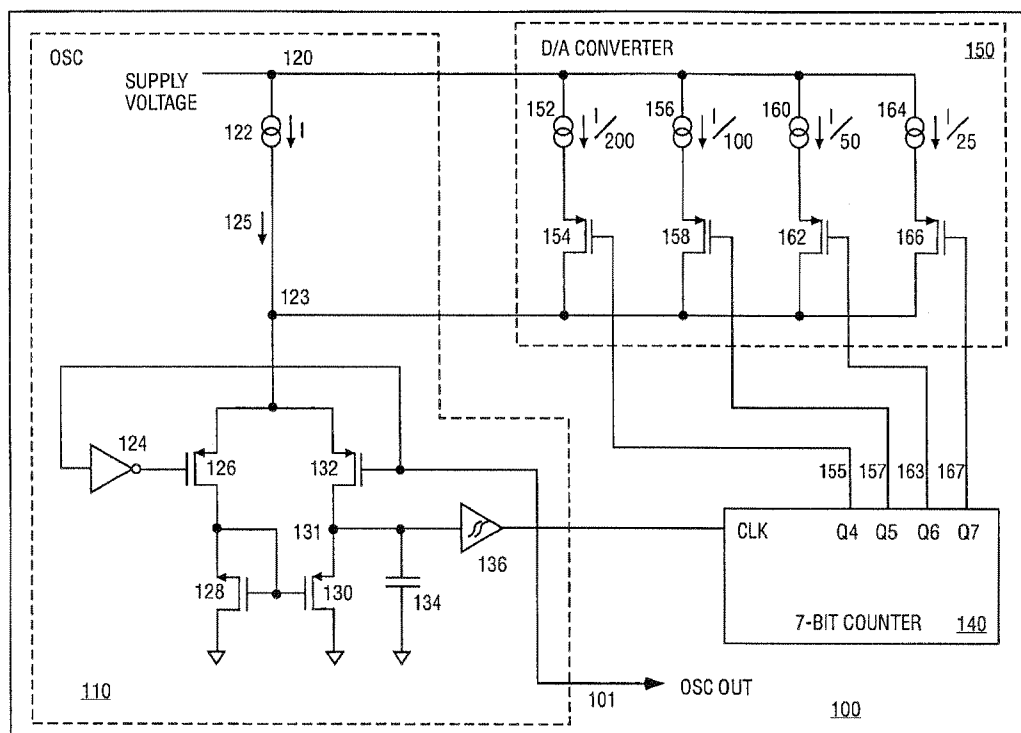 OSC
120
D/A CONVERTER
150
SUPPLY
VOLTAGE
122
I
152
I/200
156
I/100
160
I/50
164
I/25
125
154
158
162
166
123
124
126
132
155
157
163
167
131
CLK
Q4
Q5
Q6
Q7
136
128
130
134
7-BIT COUNTER
140
110
101
OSC OUT
100